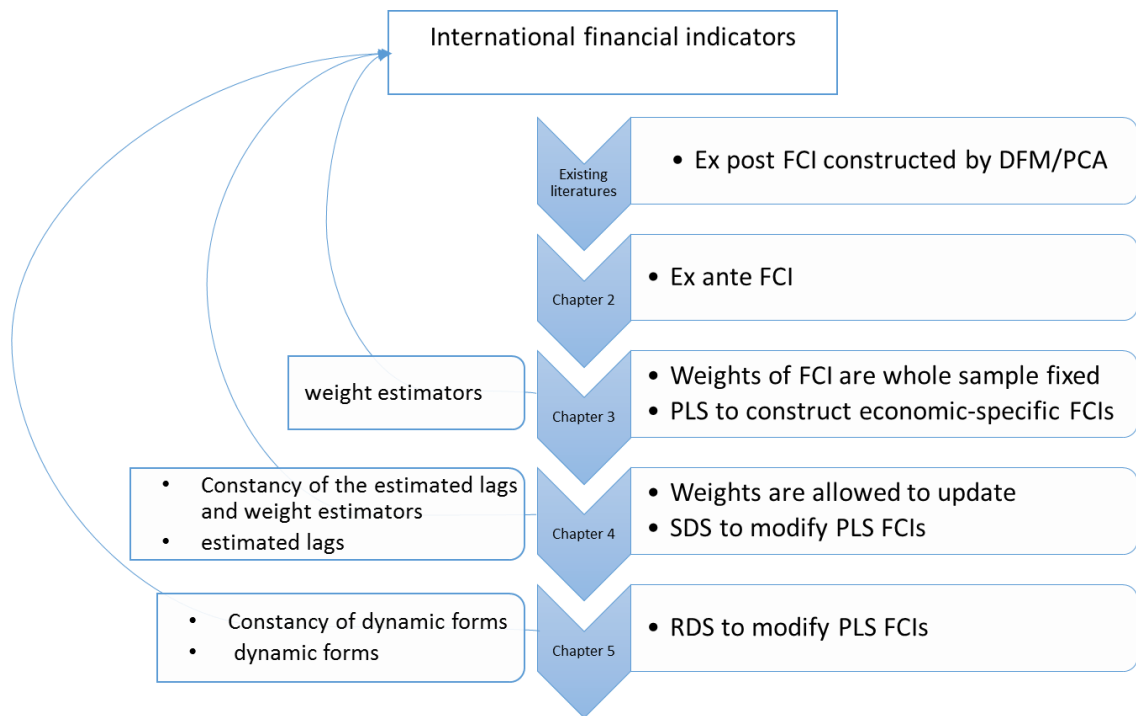 International financial indicators
Existing
literatures
• Ex post FCI constructed by DFM/PCA
Chapter 2
• Ex ante FCI
weight estimators
Chapter 3
• Weights of FCI are whole sample fixed
• PLS to construct economic-specific FCIs
• Constancy of the estimated lags
and weight estimators
• estimated lags
Chapter 4
• Weights are allowed to update
• SDS to modify PLS FCIs
• Constancy of dynamic forms
• dynamic forms
Chapter 5
• RDS to modify PLS FCIs